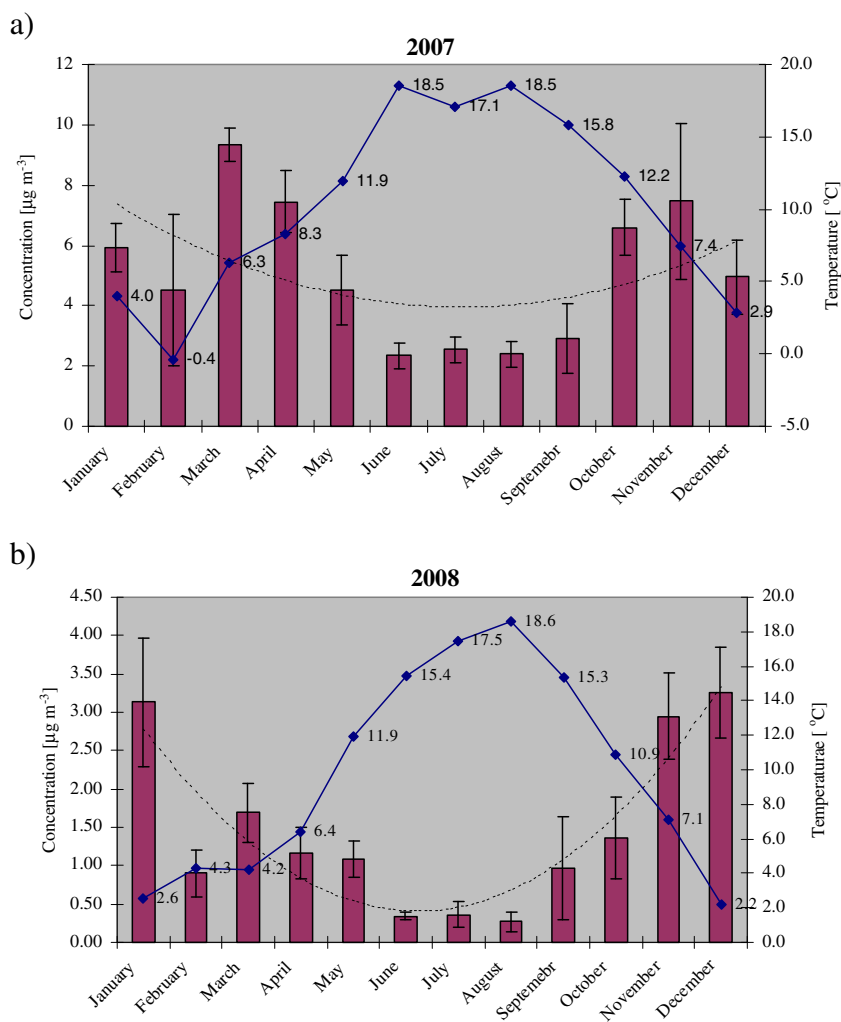 a)
2007
12
10
8
6
4
2
0
Concentration [µg m⁻³]
20.0
15.0
10.0
5.0
0.0
-5.0
Temperature [ °C]
4.0
-0.4
6.3
8.3
11.9
18.5
17.1
18.5
15.8
12.2
7.4
2.9
January
February
March
April
May
June
July
August
Septemebr
October
November
December
b)
2008
4.50
4.00
3.50
3.00
2.50
2.00
1.50
1.00
0.50
0.00
Concentration [µg m⁻³]
20.0
18.0
16.0
14.0
12.0
10.0
8.0
6.0
4.0
2.0
0.0
Temperaturae [ °C]
2.6
4.3
4.2
6.4
11.9
15.4
17.5
18.6
15.3
10.9
7.1
2.2
January
February
March
April
May
June
July
August
Septemebr
October
November
December